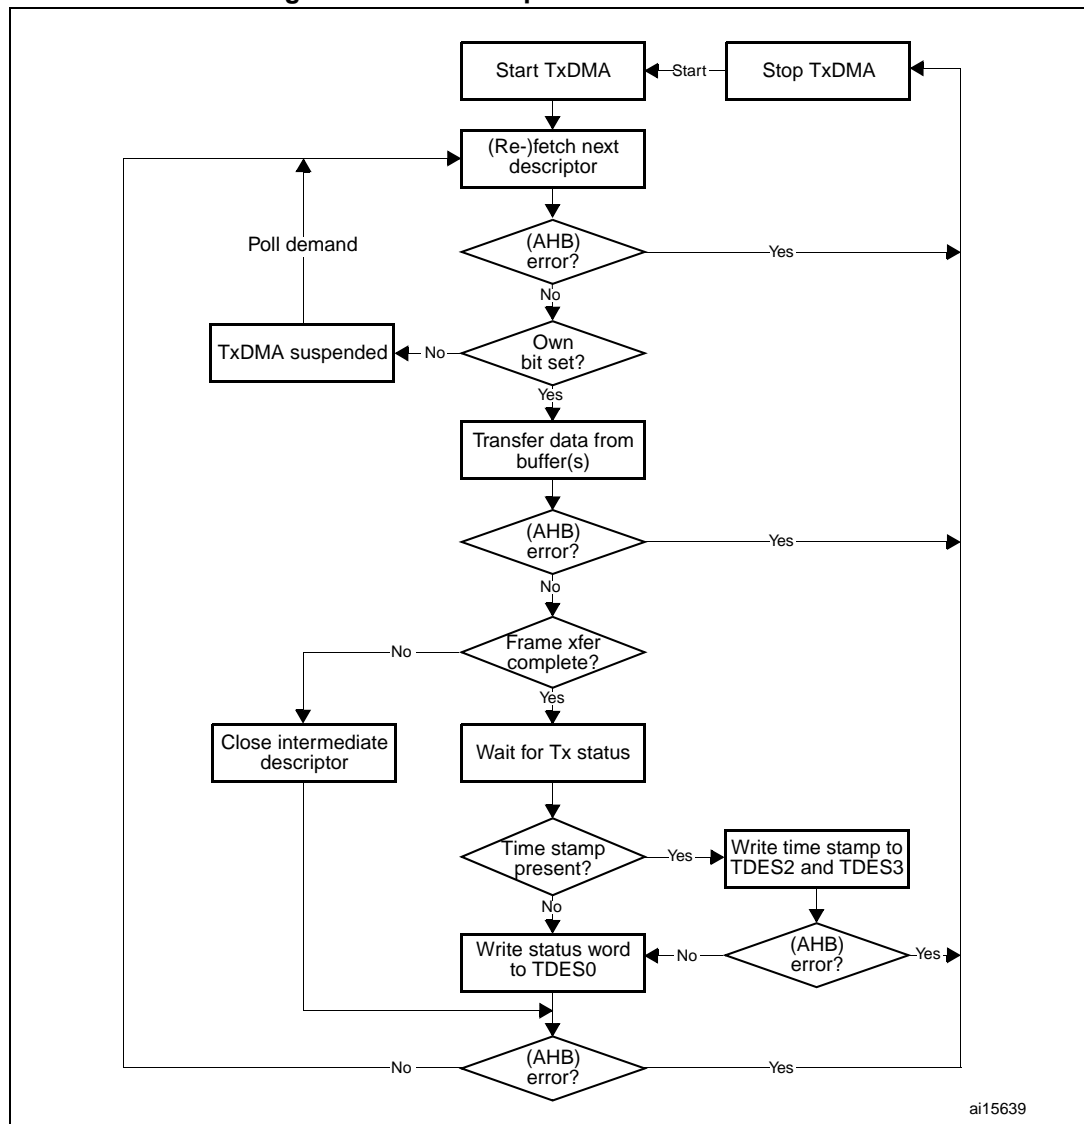 Start TxDMA
Start
Stop TxDMA
(Re-)fetch next
descriptor
Poll demand
(AHB)
error?
Yes
No
TxDMA suspended
No
Own
bit set?
Yes
Transfer data from
buffer(s)
(AHB)
error?
Yes
No
No
Frame xfer
complete?
Yes
Close intermediate
descriptor
Wait for Tx status
Time stamp
present?
Yes
Write time stamp to
TDES2 and TDES3
No
Write status word
to TDES0
No
(AHB)
error?
Yes
No
(AHB)
error?
Yes
ai15639